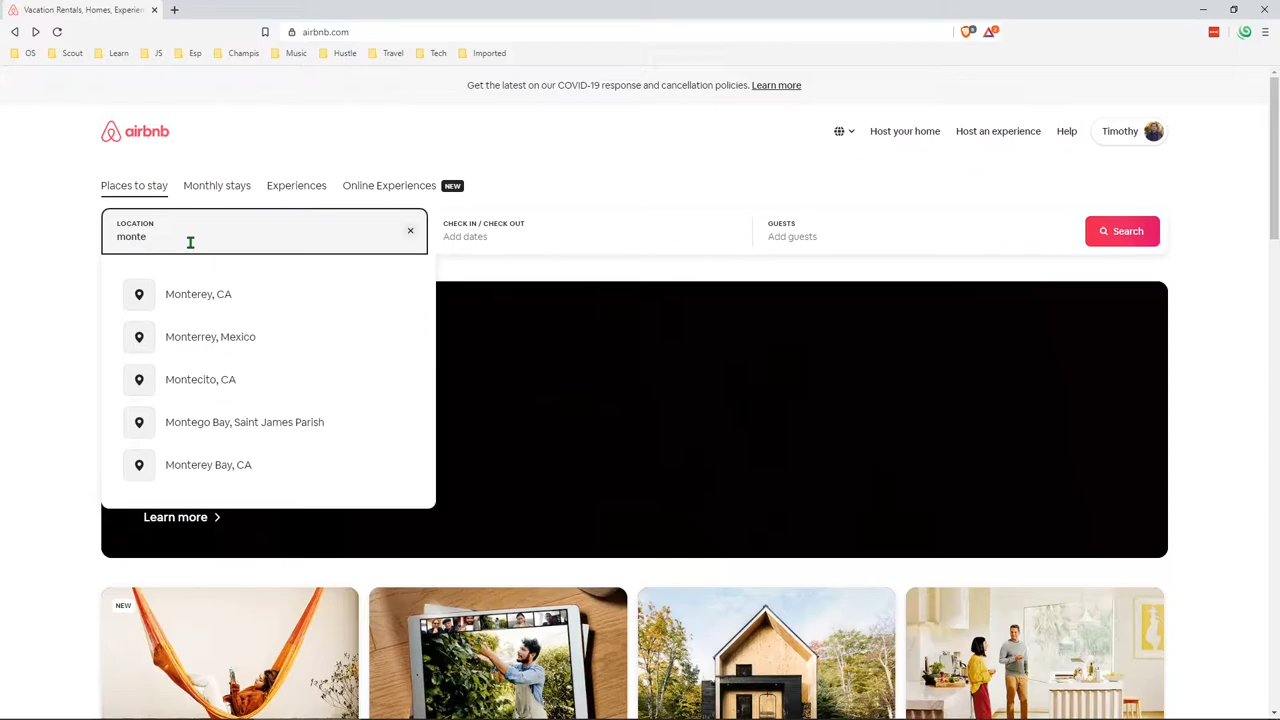 Vacation Rentals, Homes, Experien
airbnb.com
OS Scout Learn JS Esp Champis Music Hustle Travel Tech Imported
Get the latest on our COVID-19 response and cancellation policies. Learn more
airbnb
Host your home Host an experience Help Timothy
Places to stay Monthly stays Experiences Online Experiences NEW
LOCATION
monte
CHECK IN / CHECK OUT
Add dates
GUESTS
Add guests
Search
Monterey, CA
Monterrey, Mexico
Montecito, CA
Montego Bay, Saint James Parish
Monterey Bay, CA
Learn more
NEW